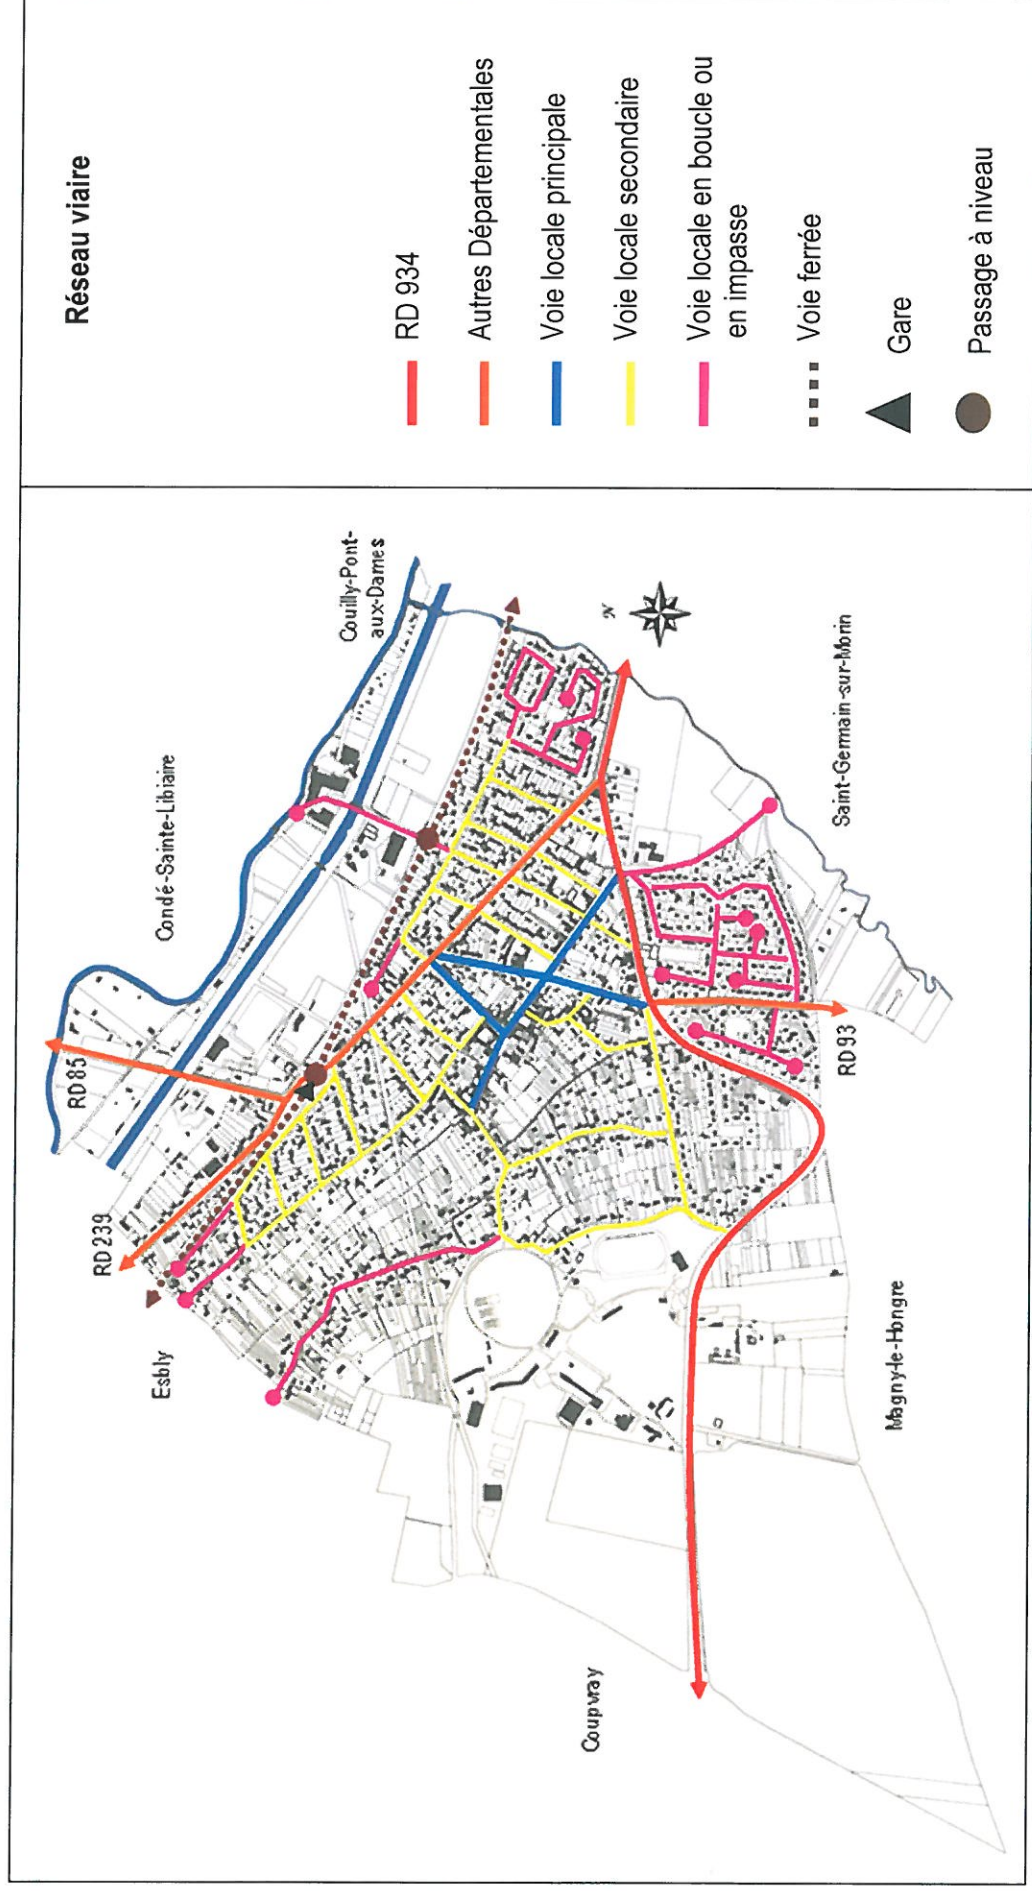 Réseau viaire
RD 934
Autres Départementales
Voie locale principale
Voie locale secondaire
Voie locale en boucle ou
en impasse
Voie ferrée
Gare
Passage à niveau
Couilly-Pont-
aux-Dames
Condé-Sainte-Libiaire
RD 85
RD 239
Esbly
N
Saint-Germain-sur-Morin
RD 93
Magny-le-Hongre
Coupvray